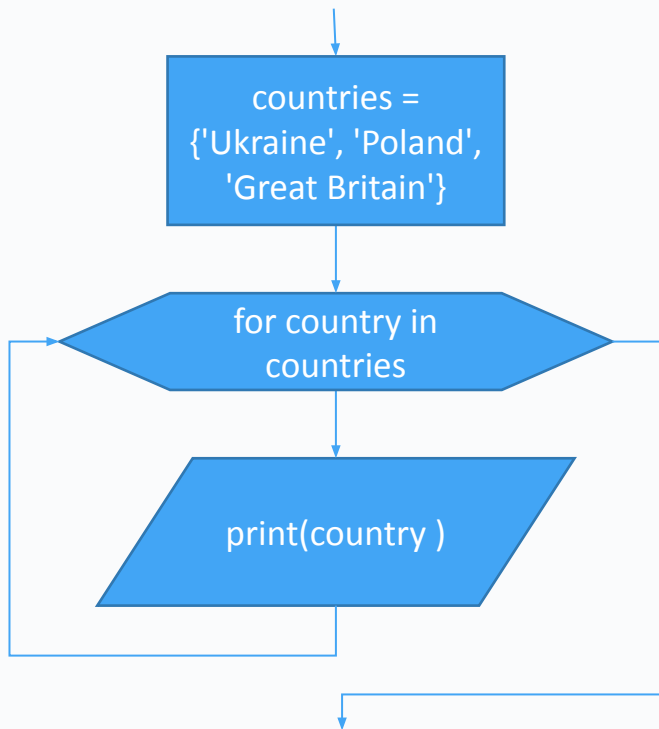 countries =
{'Ukraine', 'Poland',
'Great Britain'}
for country in
countries
print(country )